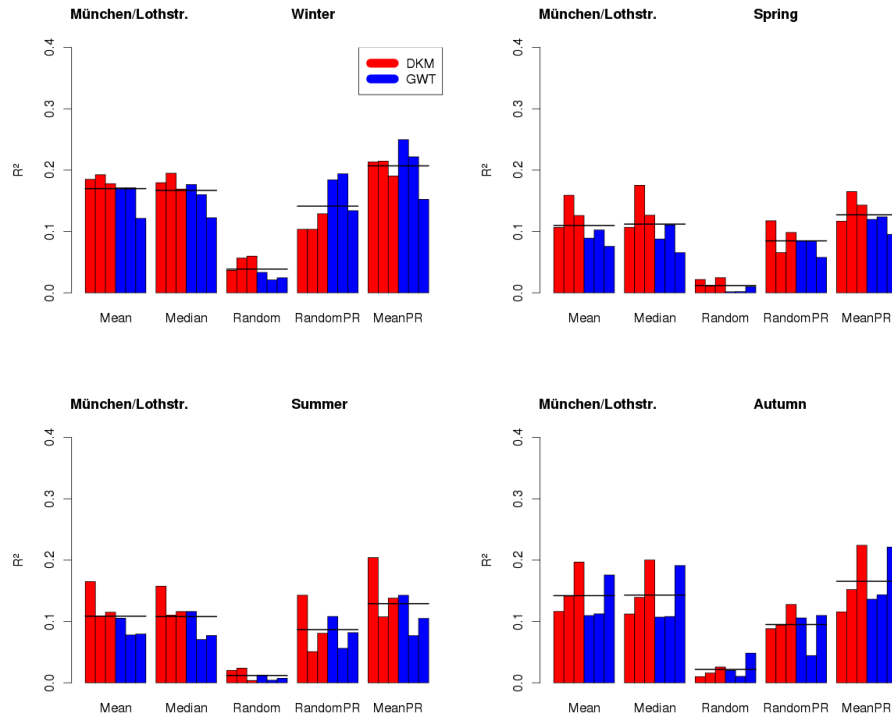 München/Lothstr. Winter
0.4
0.3
0.2
0.1
0.0
R²
DKM
GWT
Mean Median Random RandomPR MeanPR
München/Lothstr. Spring
0.4
0.3
0.2
0.1
0.0
R²
Mean Median Random RandomPR MeanPR
München/Lothstr. Summer
0.4
0.3
0.2
0.1
0.0
R²
Mean Median Random RandomPR MeanPR
München/Lothstr. Autumn
0.4
0.3
0.2
0.1
0.0
R²
Mean Median Random RandomPR MeanPR